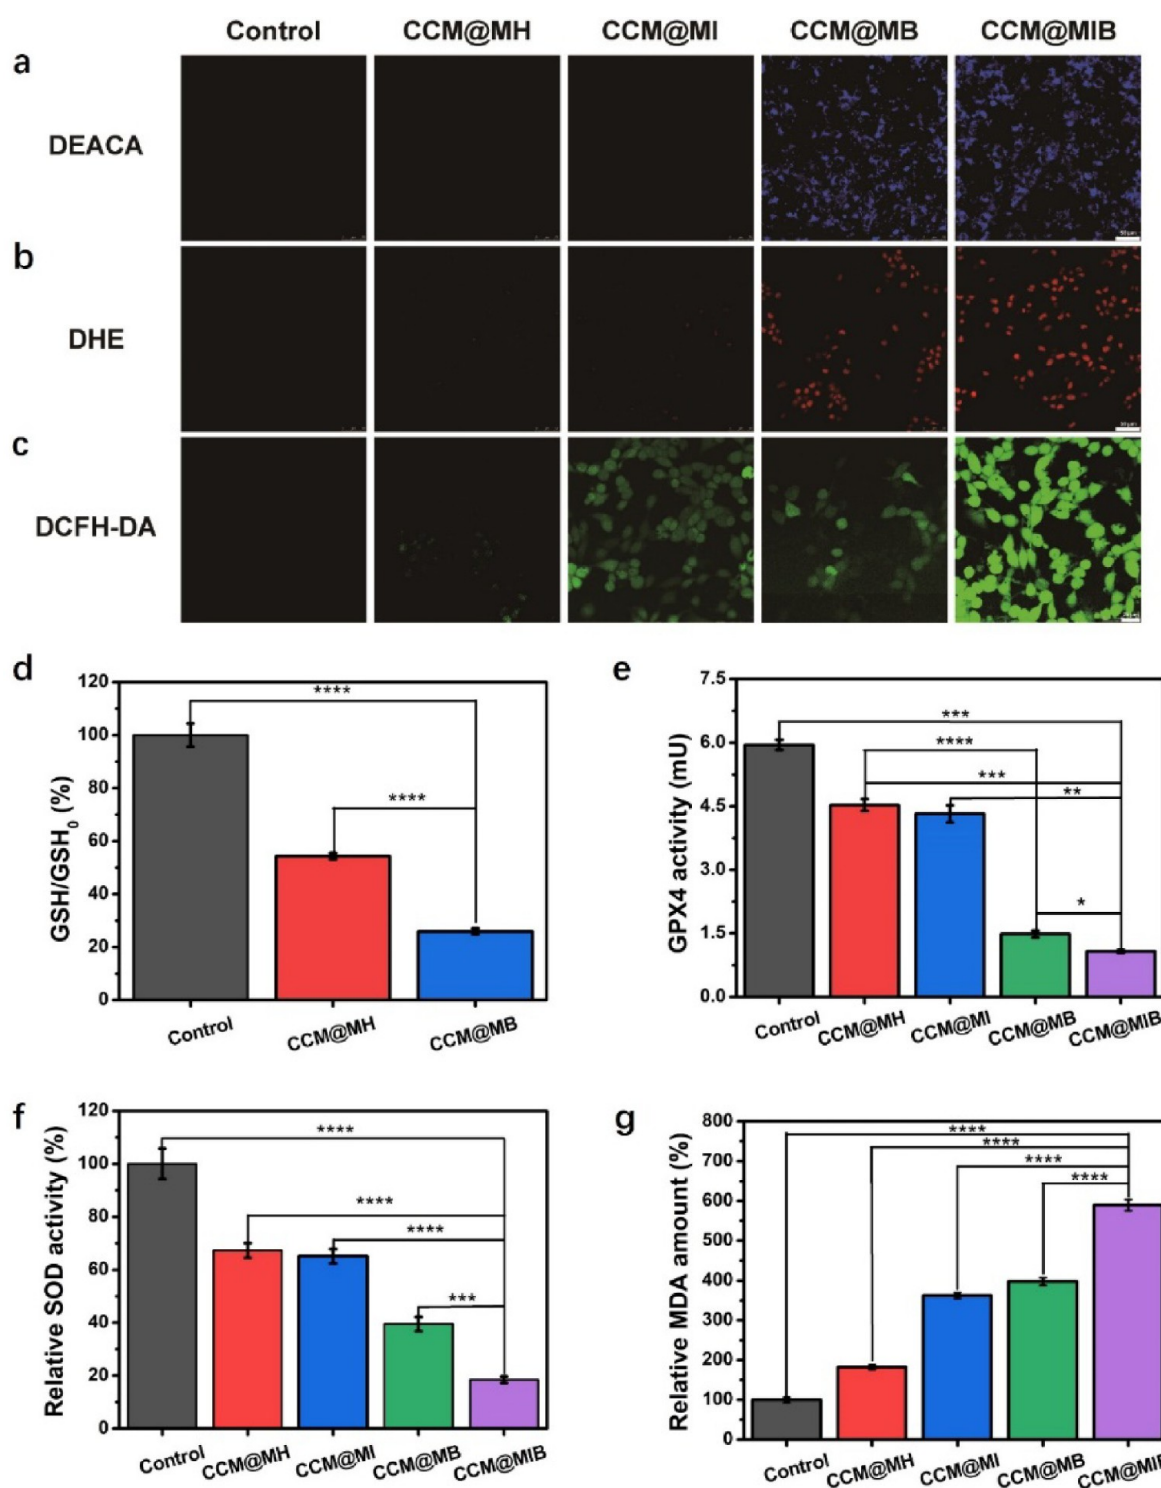 Control CCM@MH CCM@MI CCM@MB CCM@MIB
a
DEACA
b
DHE
c
DCFH-DA
d
GSH/GSH0 (%)
120
100
80
60
40
20
0
****
****
Control CCM@MH CCM@MB
e
GPX4 activity (mU)
7.5
6.0
4.5
3.0
1.5
0.0
***
****
***
**
*
Control CCM@MH CCM@MI CCM@MB CCM@MIB
f
Relative SOD activity (%)
120
100
80
60
40
20
0
****
****
****
***
Control CCM@MH CCM@MI CCM@MB CCM@MIB
g
Relative MDA amount (%)
800
700
600
500
400
300
200
100
0
****
****
****
****
Control CCM@MH CCM@MI CCM@MB CCM@MIB